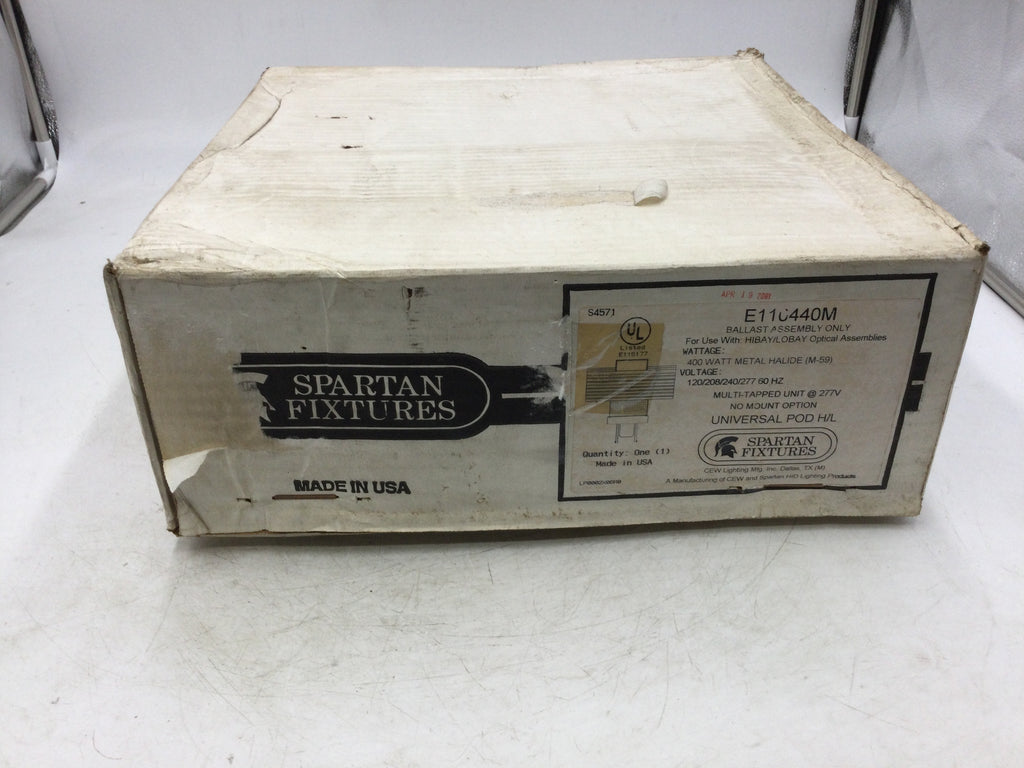 SPARTAN
FIXTURES
MADE IN USA
APR 19 2001
S4571
UL
Listed
E115177
E110440M
BALLAST ASSEMBLY ONLY
For Use With: HIBAY/LOBAY Optical Assemblies
WATTAGE:
400 WATT METAL HALIDE (M-59)
VOLTAGE:
120/208/240/277 60 HZ
MULTI-TAPPED UNIT @ 277V
NO MOUNT OPTION
UNIVERSAL POD H/L
SPARTAN
FIXTURES
Quantity: One (1)
Made in USA
CEW Lighting Mfg. Inc. Dallas, TX (M)
A Manufacturing of CEW and Spartan HID Lighting Products